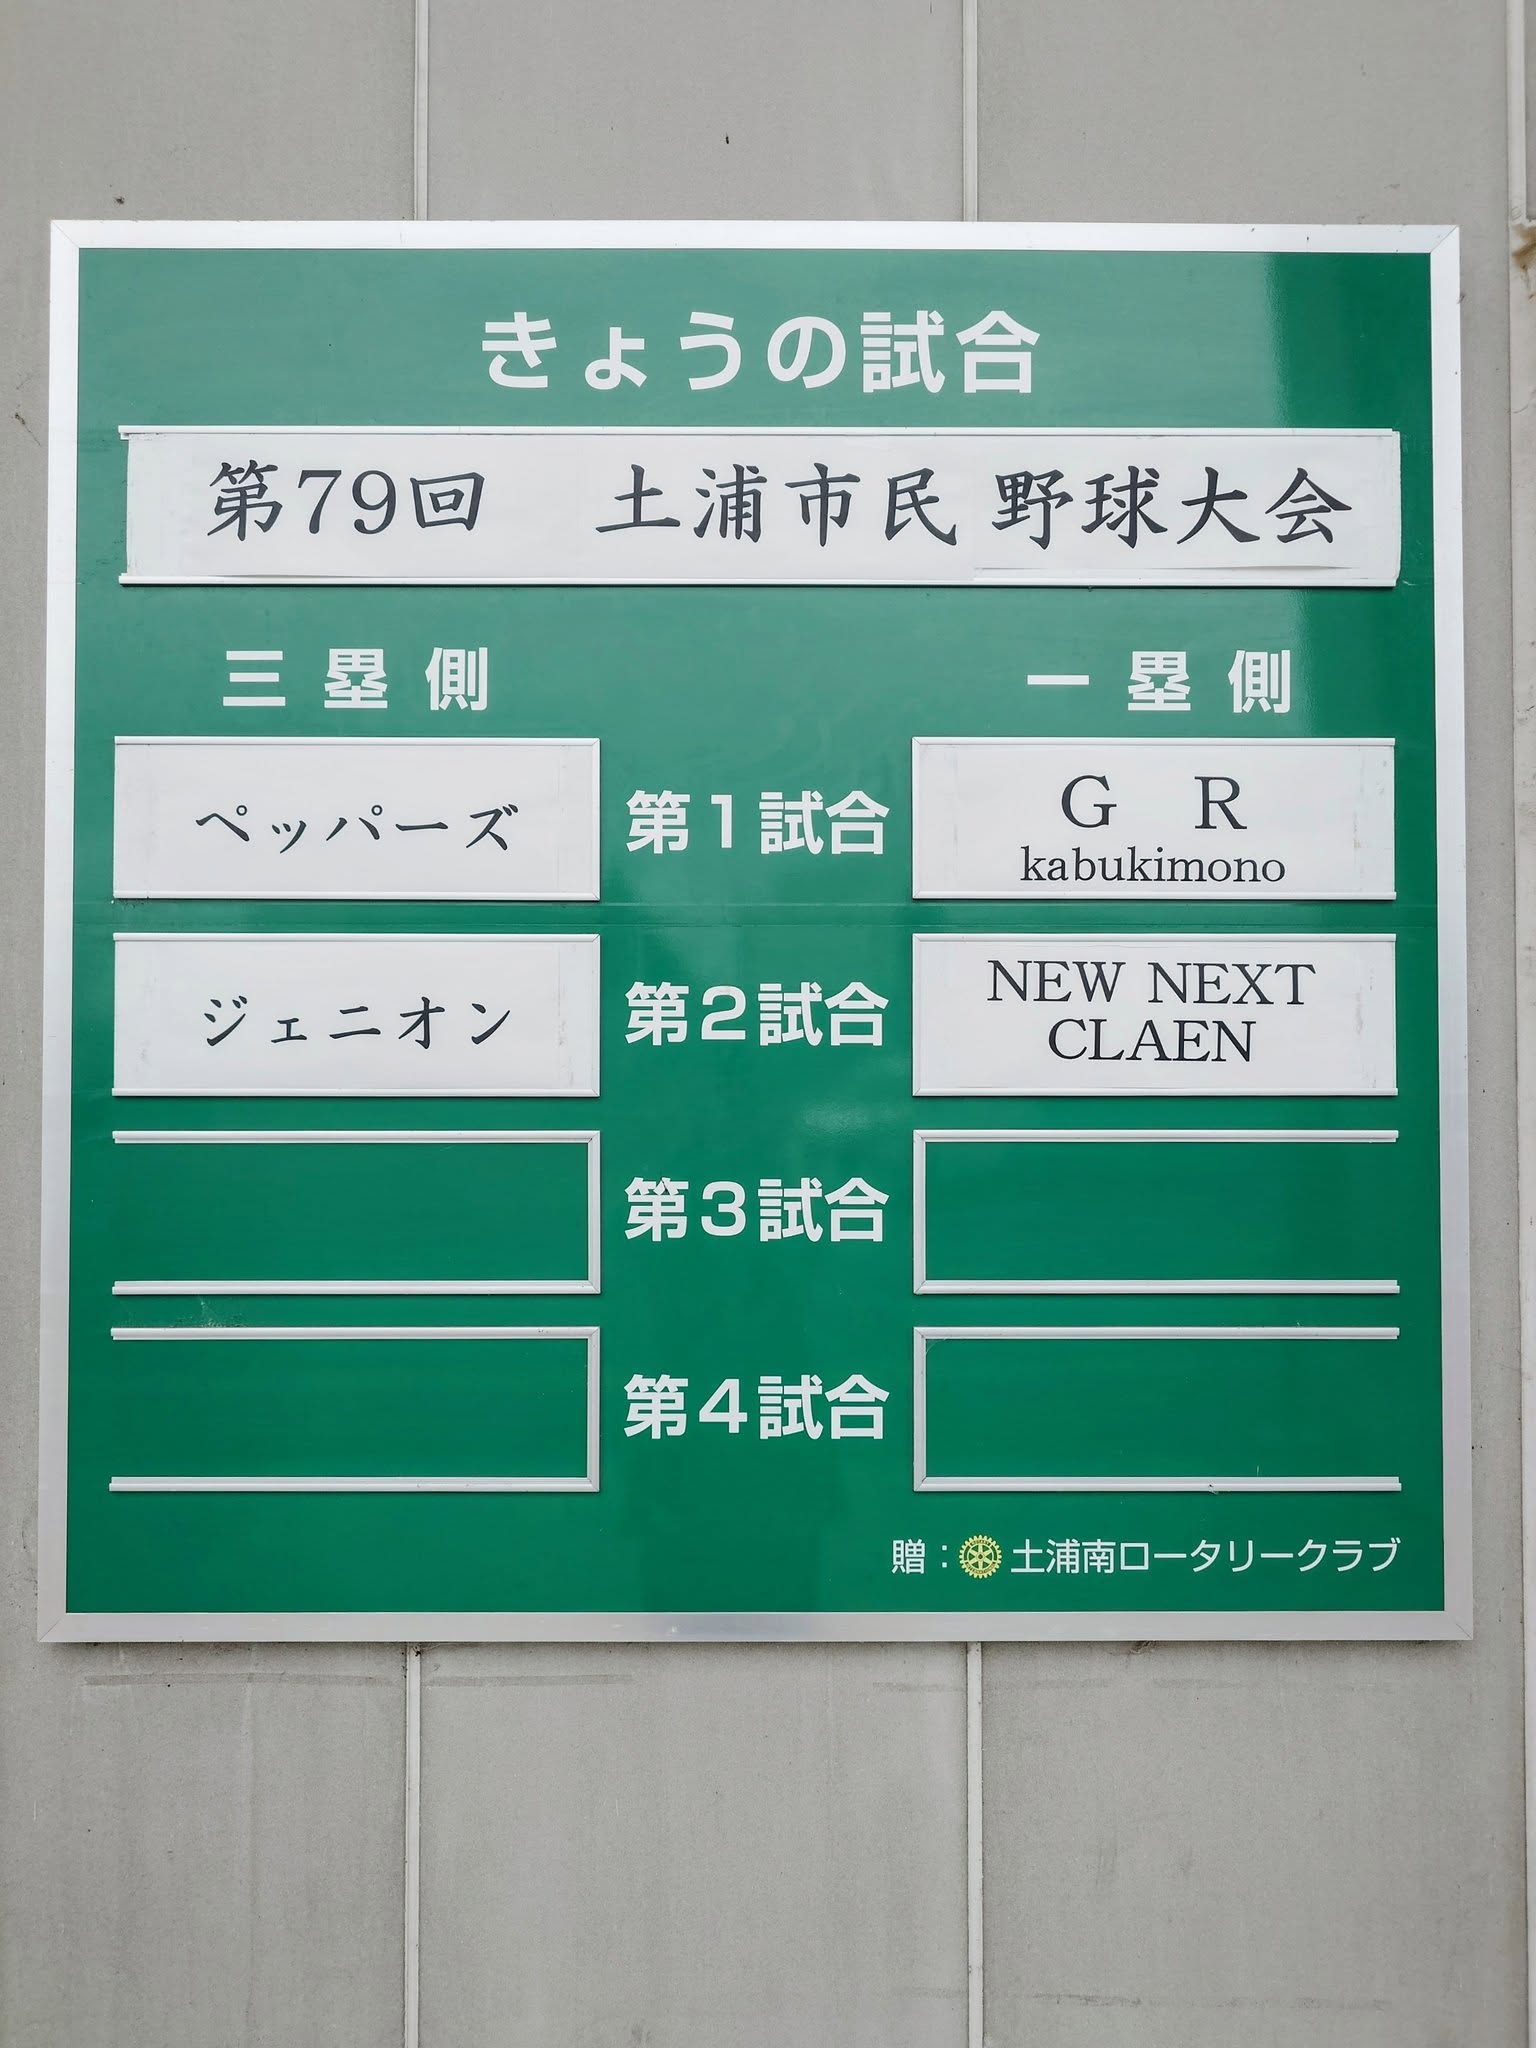 きょうの試合
第79回 土浦市民 野球大会
三塁側 一塁側
ペッパーズ 第1試合 G R
kabukimono
ジェニオン 第2試合 NEW NEXT
CLAEN
第3試合
第4試合
贈：土浦南ロータリークラブ